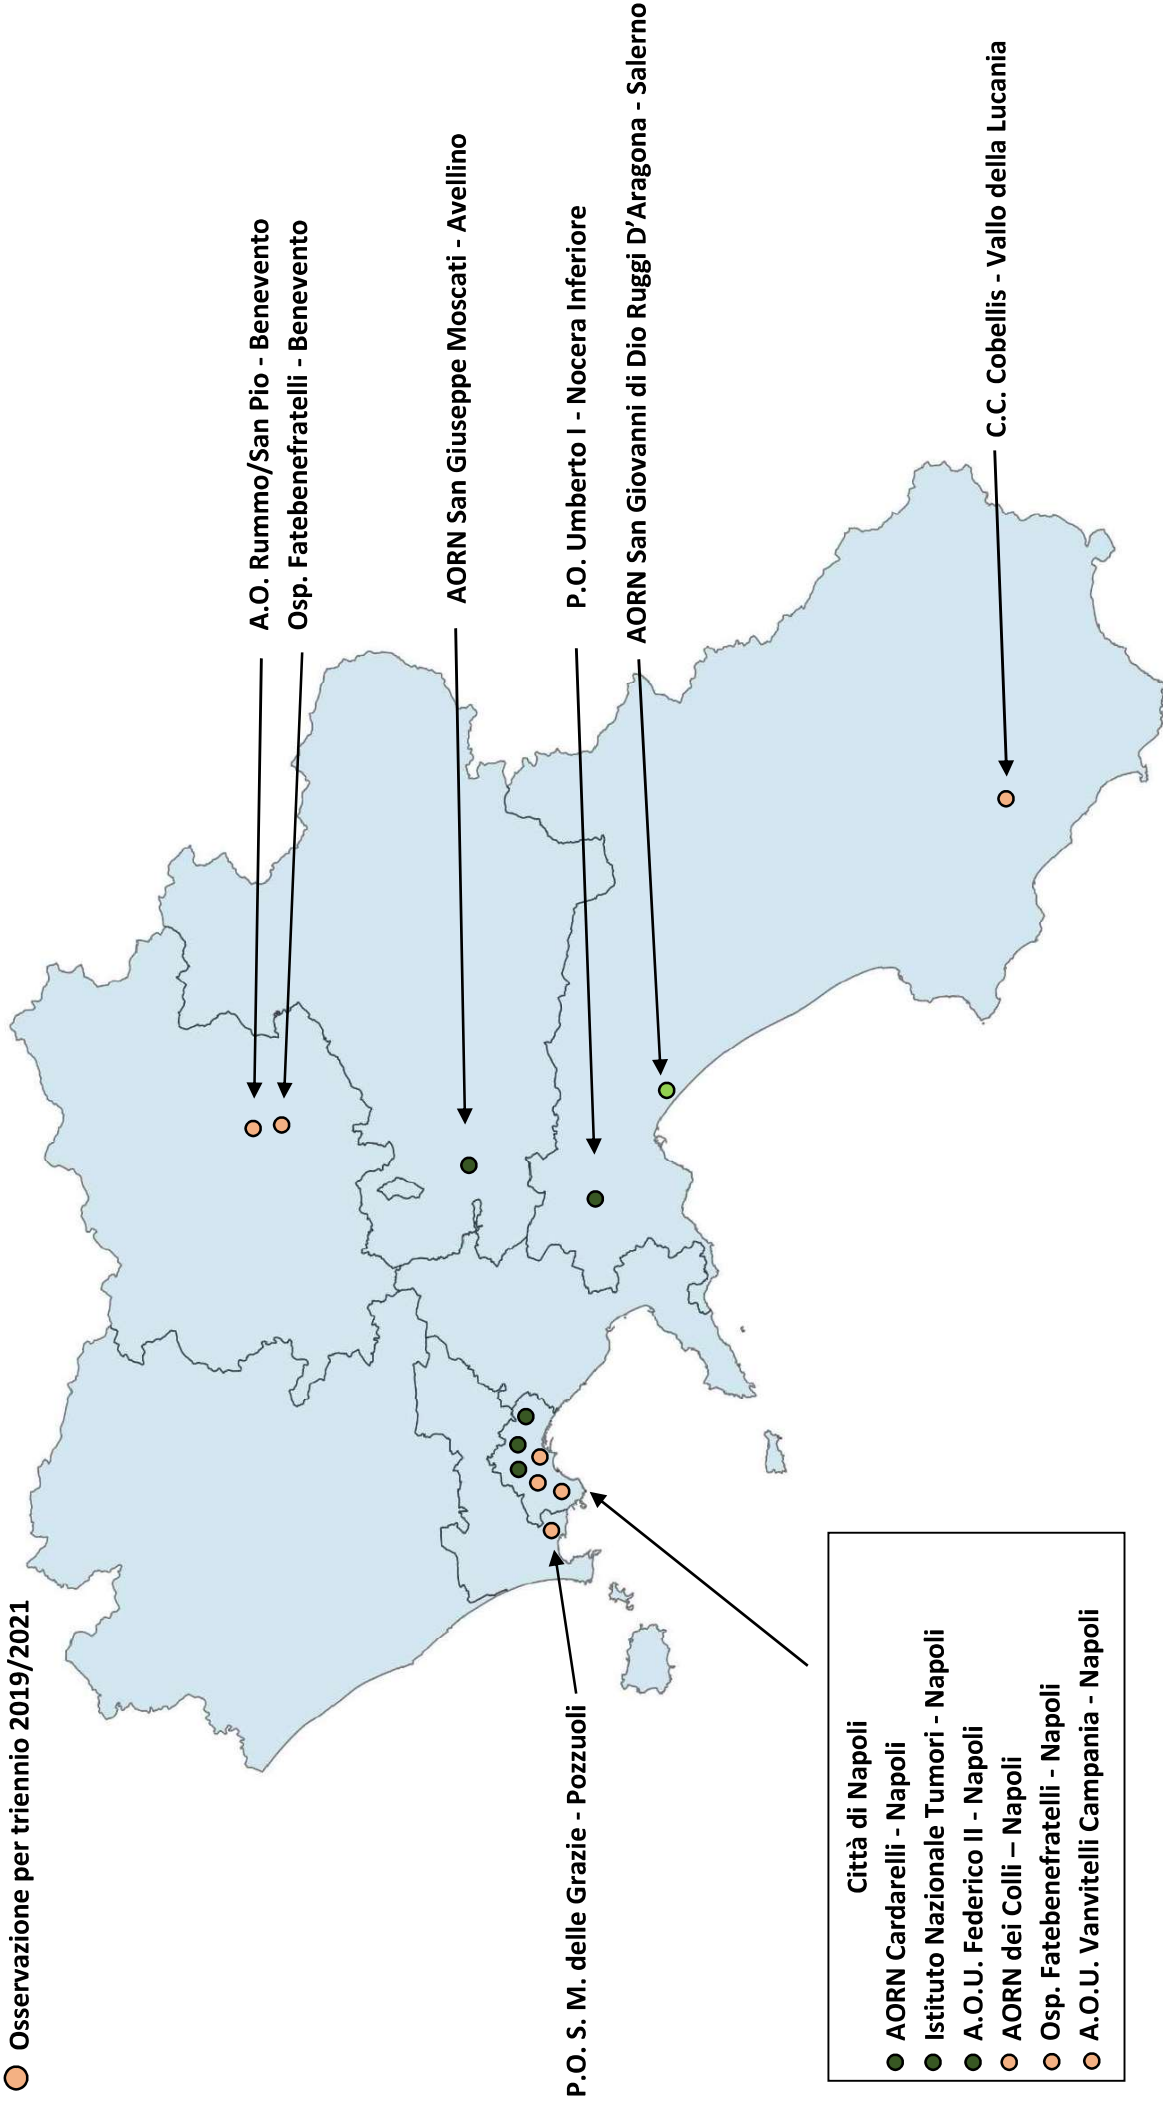 Osservazione per triennio 2019/2021
A.O. Rummo/San Pio - Benevento
Osp. Fatebenefratelli - Benevento
AORN San Giuseppe Moscati - Avellino
P.O. Umberto I - Nocera Inferiore
AORN San Giovanni di Dio Ruggi D’Aragona - Salerno
C.C. Cobellis - Vallo della Lucania
P.O. S. M. delle Grazie - Pozzuoli
Città di Napoli
AORN Cardarelli - Napoli
Istituto Nazionale Tumori - Napoli
A.O.U. Federico II - Napoli
AORN dei Colli – Napoli
Osp. Fatebenefratelli - Napoli
A.O.U. Vanvitelli Campania - Napoli